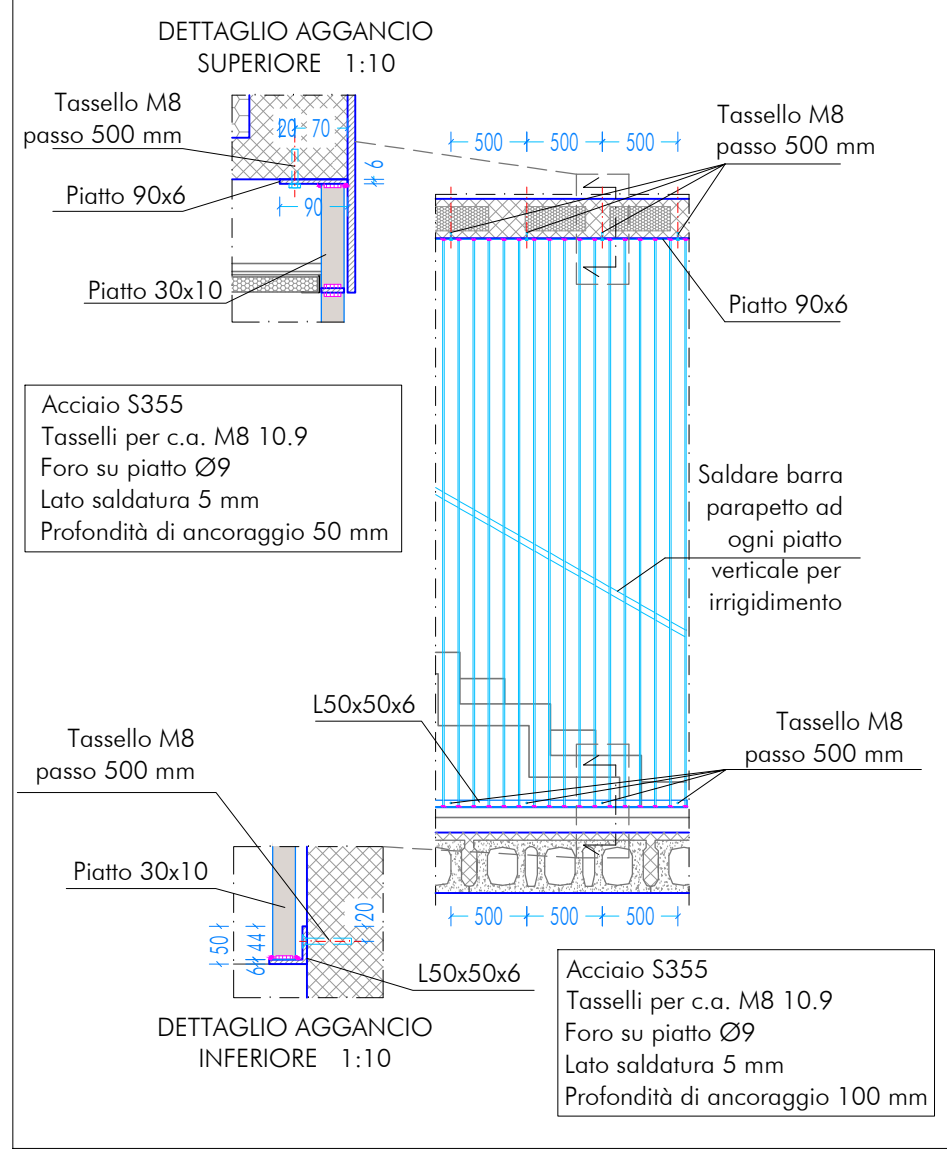 DETTAGLIO AGGANCIO
SUPERIORE 1:10
Tassello M8
passo 500 mm
Piatto 90x6
Piatto 30x10
20 70
6
90
500 500 500
Tassello M8
passo 500 mm
Piatto 90x6
Acciaio S355
Tasselli per c.a. M8 10.9
Foro su piatto Ø9
Lato saldatura 5 mm
Profondità di ancoraggio 50 mm
Saldare barra
parapetto ad
ogni piatto
verticale per
irrigidimento
L50x50x6
Tassello M8
passo 500 mm
Tassello M8
passo 500 mm
Piatto 30x10
50
44
6
20
L50x50x6
500 500 500
DETTAGLIO AGGANCIO
INFERIORE 1:10
Acciaio S355
Tasselli per c.a. M8 10.9
Foro su piatto Ø9
Lato saldatura 5 mm
Profondità di ancoraggio 100 mm